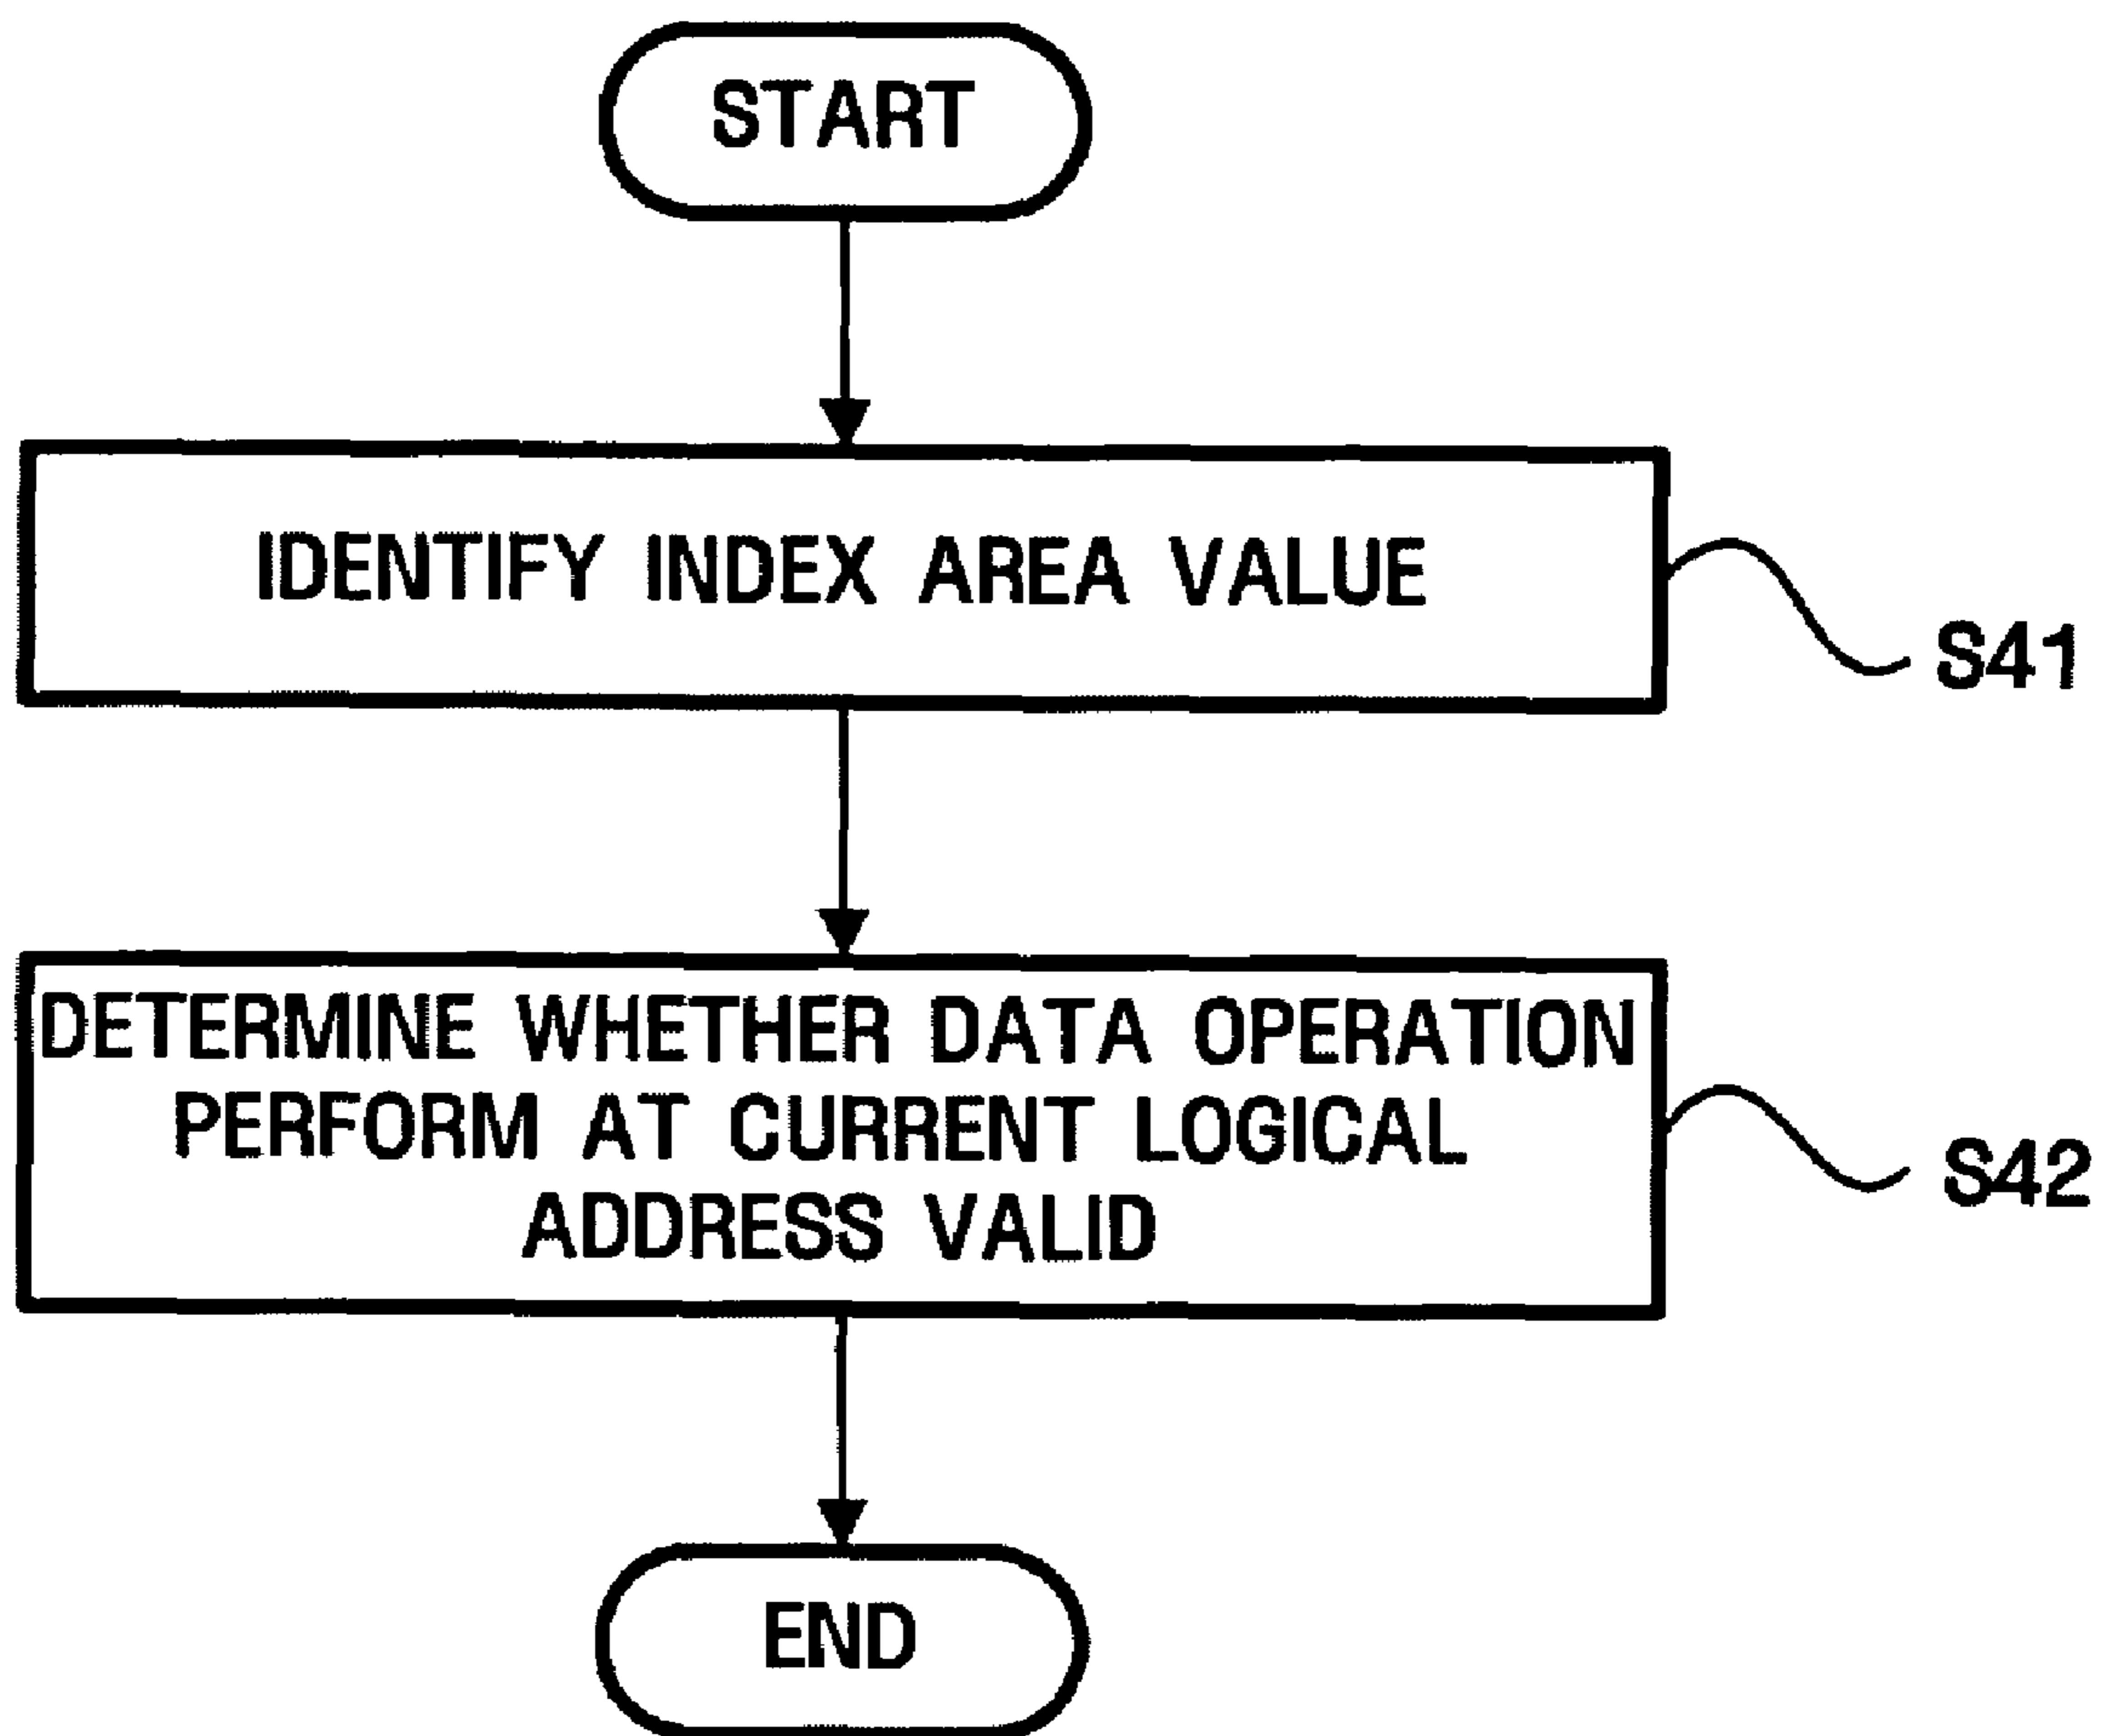 START
IDENTIFY INDEX AREA VALUE
S41
DETERMINE WHETHER DATA OPERATION
PERFORM AT CURRENT LOGICAL
ADDRESS VALID
S42
END